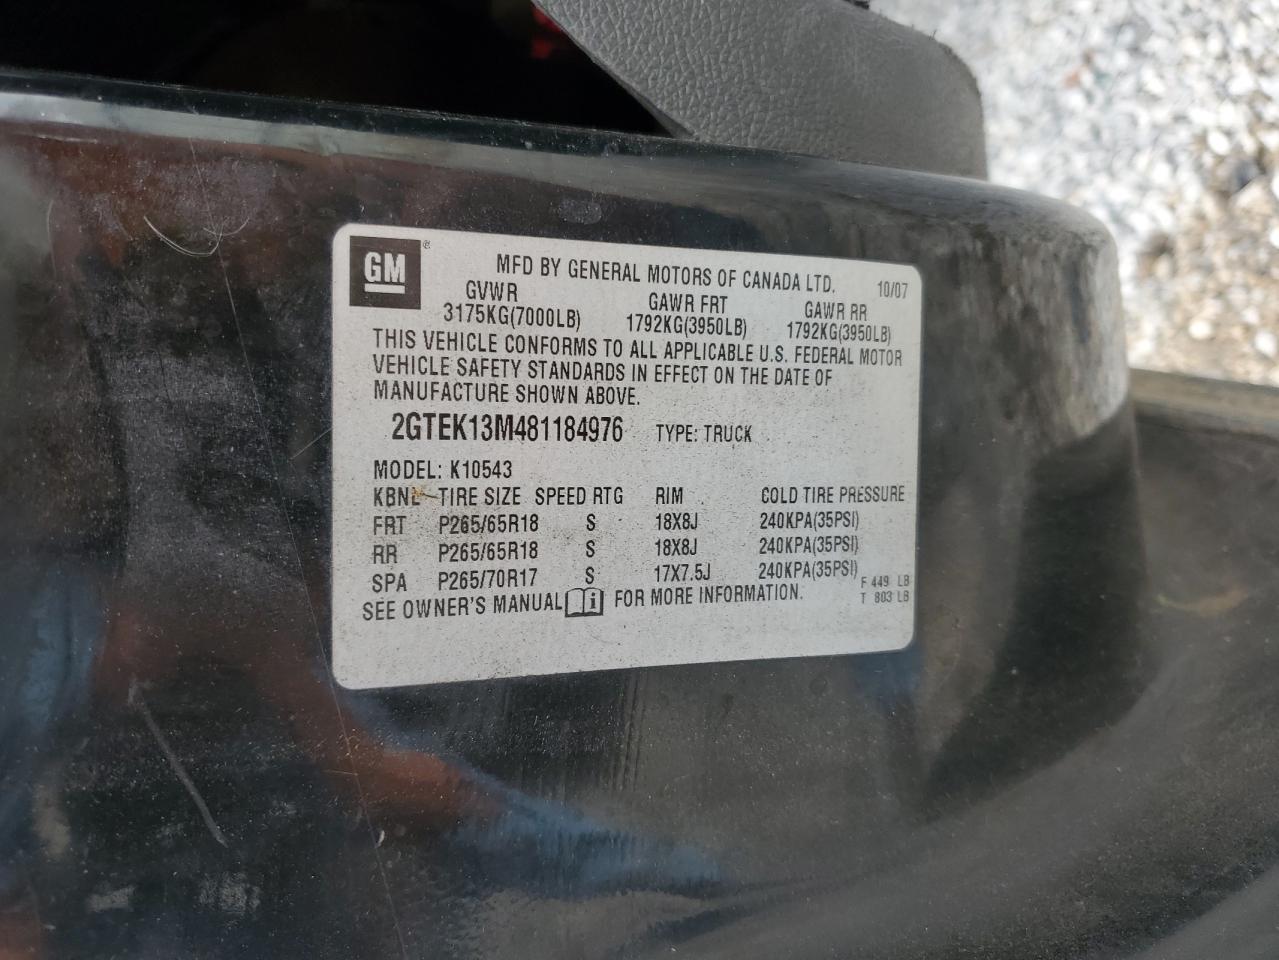 GM ®
MFD BY GENERAL MOTORS OF CANADA LTD. 10/07
GVWR GAWR FRT GAWR RR
3175KG(7000LB) 1792KG(3950LB) 1792KG(3950LB)
THIS VEHICLE CONFORMS TO ALL APPLICABLE U.S. FEDERAL MOTOR
VEHICLE SAFETY STANDARDS IN EFFECT ON THE DATE OF
MANUFACTURE SHOWN ABOVE.
2GTEK13M481184976 TYPE: TRUCK
MODEL: K10543
KBNL TIRE SIZE SPEED RTG RIM COLD TIRE PRESSURE
FRT P265/65R18 S 18X8J 240KPA(35PSI)
RR P265/65R18 S 18X8J 240KPA(35PSI)
SPA P265/70R17 S 17X7.5J 240KPA(35PSI) F 449 LB
SEE OWNER'S MANUAL i FOR MORE INFORMATION. T 803 LB